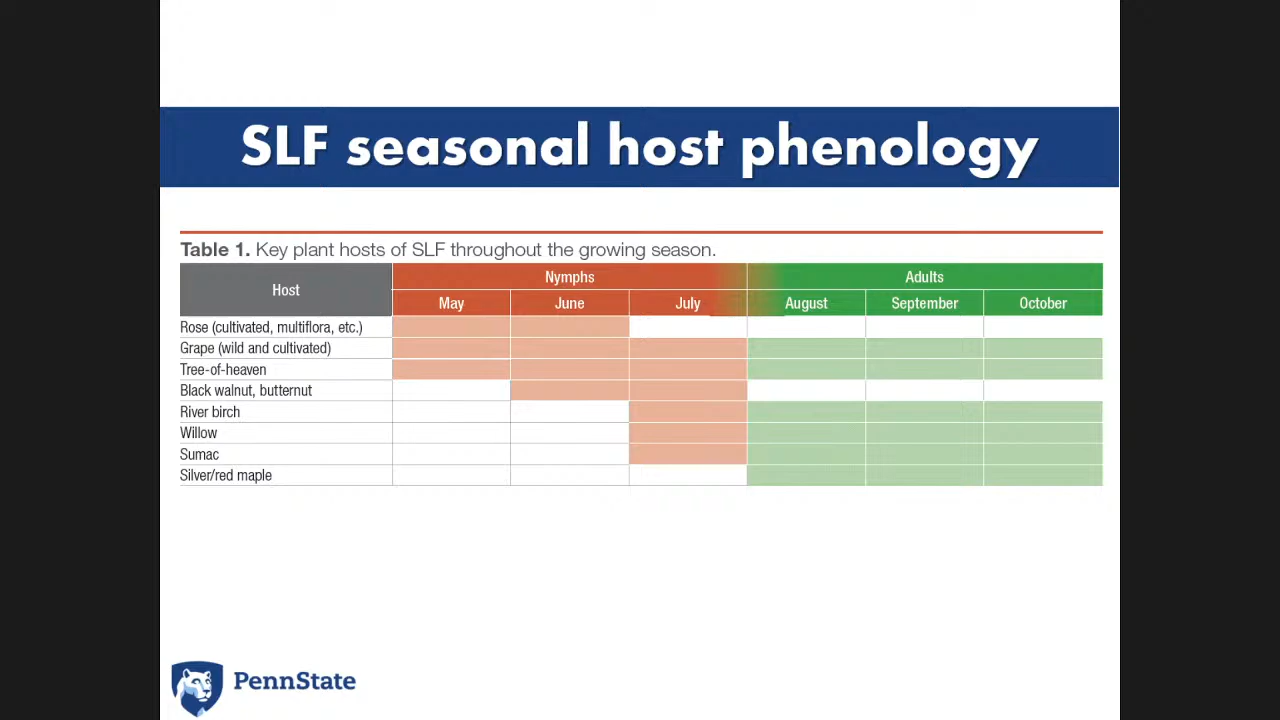 SLF seasonal host phenology
Table 1. Key plant hosts of SLF throughout the growing season.
Host
Nymphs
Adults
May
June
July
August
September
October
Rose (cultivated, multiflora, etc.)
Grape (wild and cultivated)
Tree-of-heaven
Black walnut, butternut
River birch
Willow
Sumac
Silver/red maple
PennState